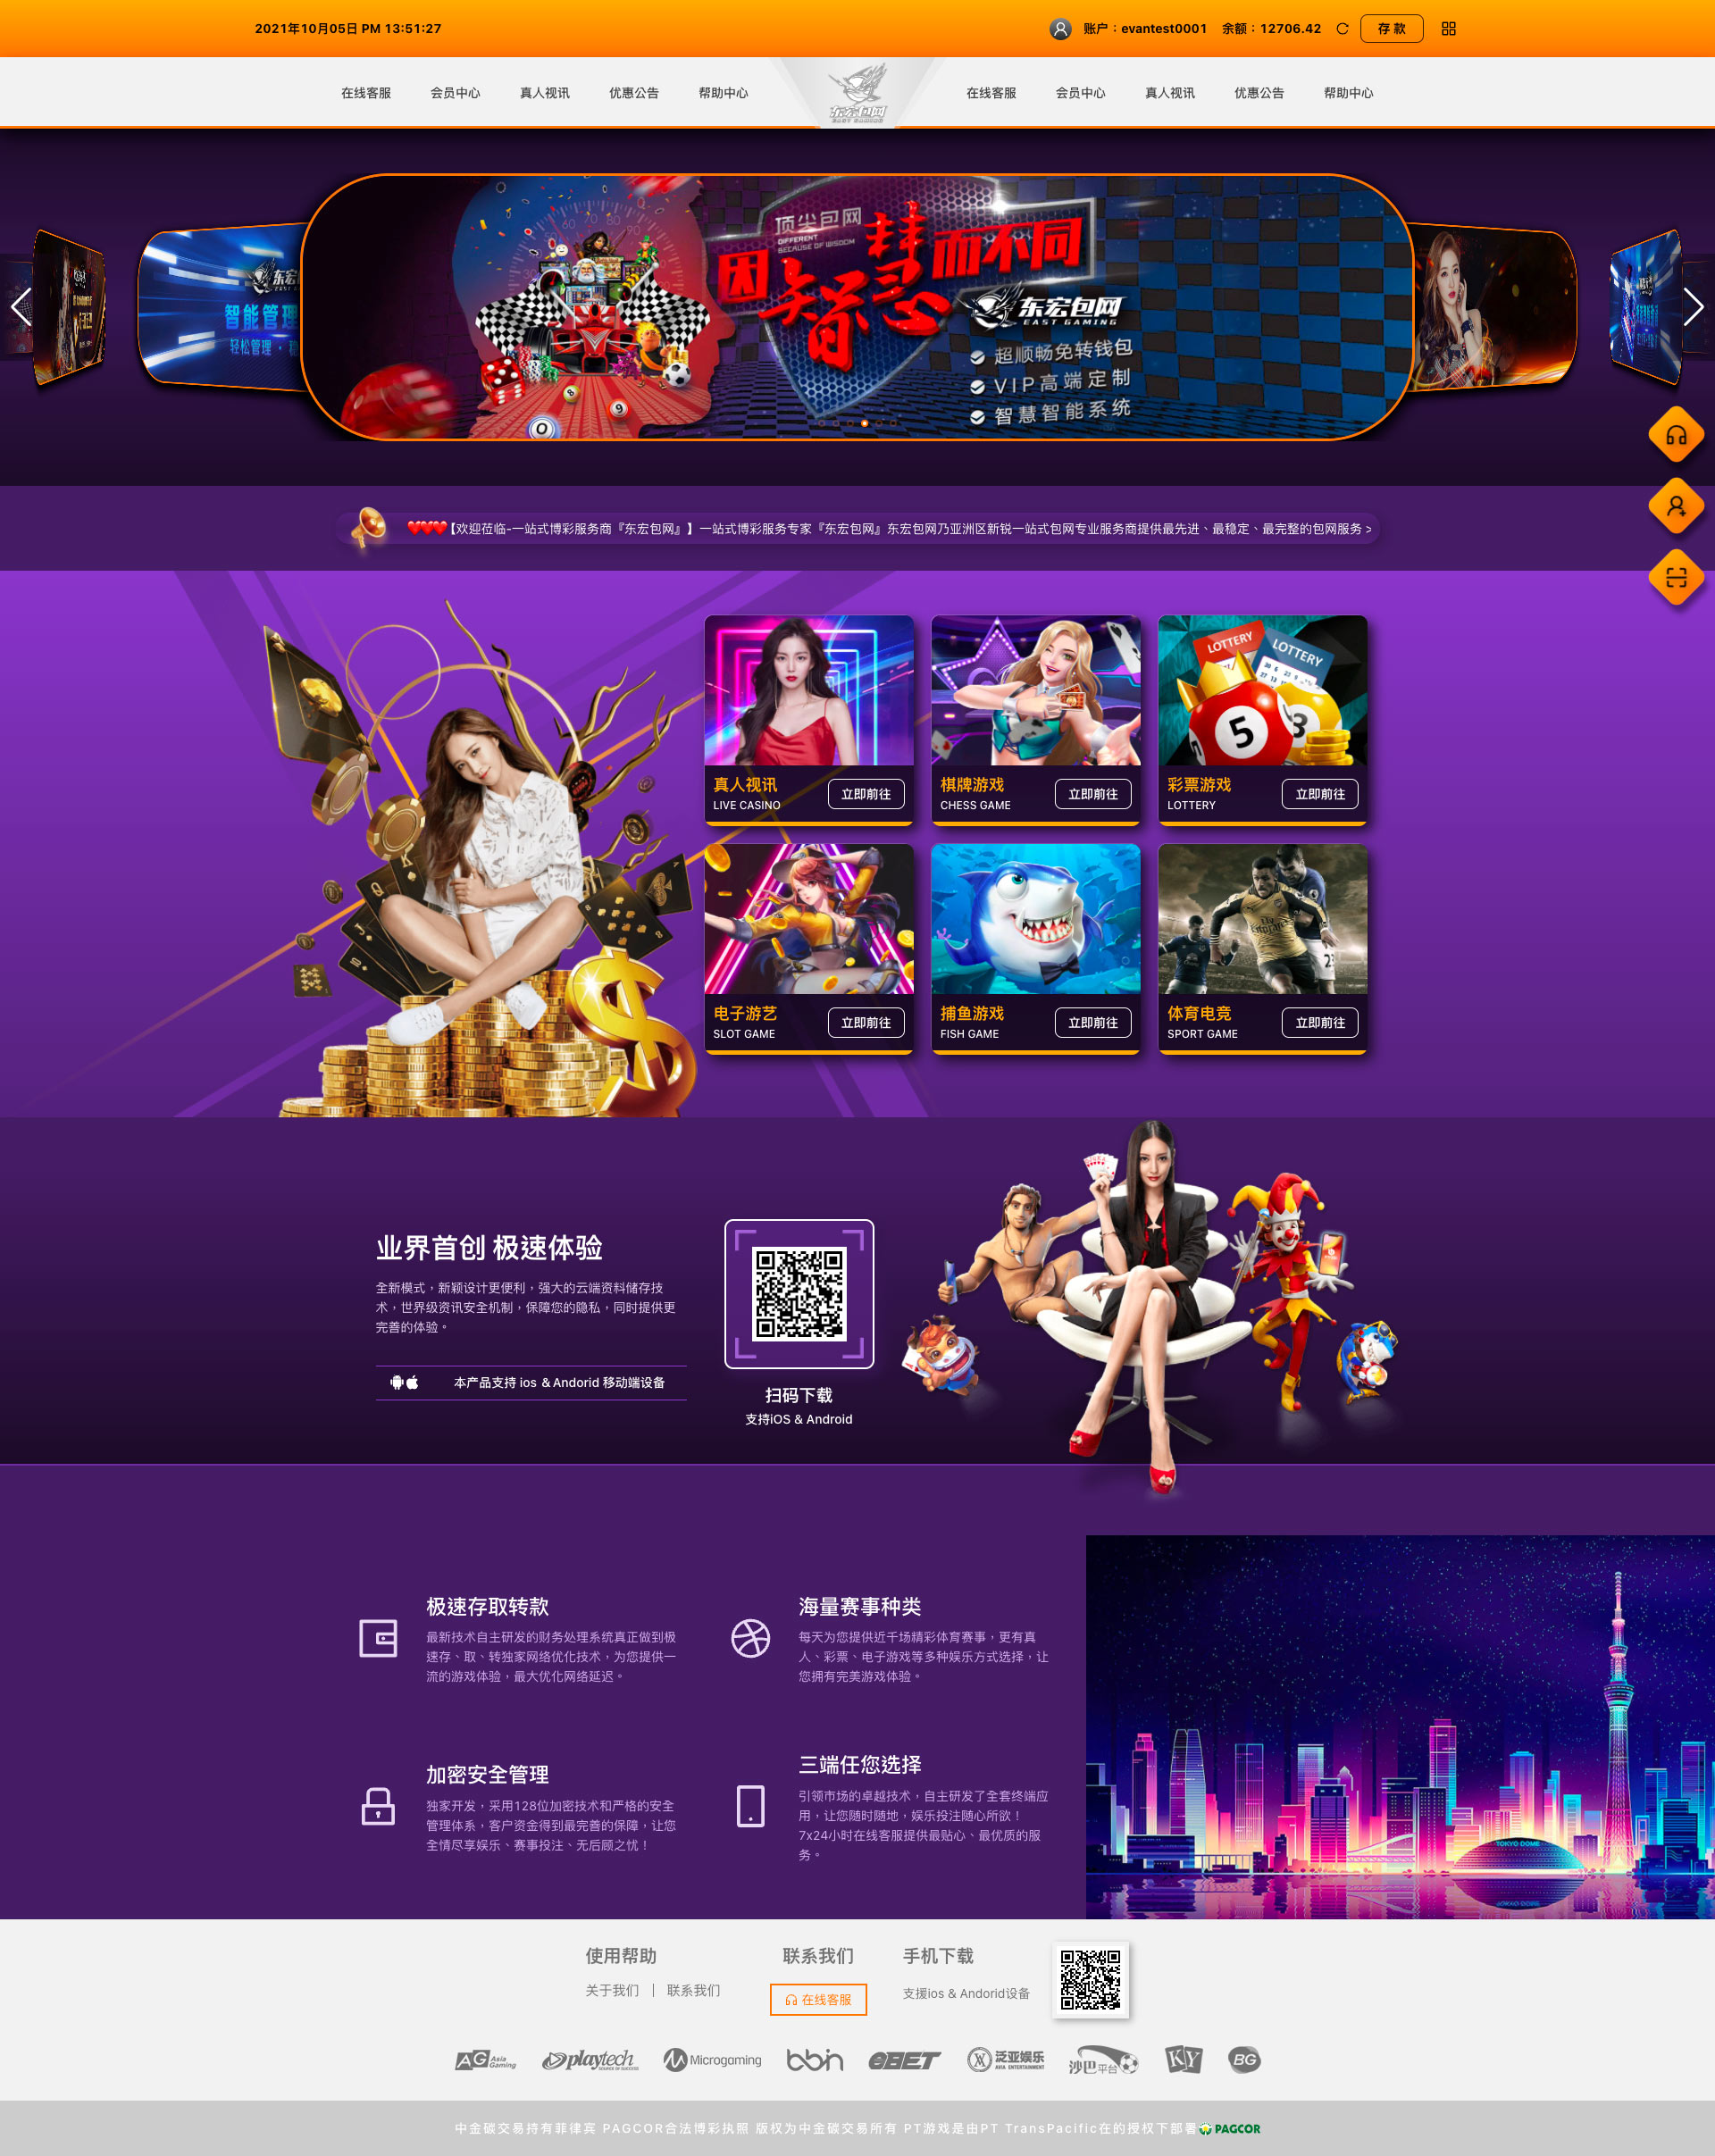 2021年10月05日 PM 13:51:27
账户：evantest0001 余额：12706.42
存 款
在线客服 会员中心 真人视讯 优惠公告 帮助中心
东宏包网
EAST GAMING
在线客服 会员中心 真人视讯 优惠公告 帮助中心
顶尖包网
DIFFERENT
BECAUSE OF WISDOM
因智慧而不同
东宏包网
EAST GAMING
超顺畅免转钱包
VIP高端定制
智慧智能系统
智能管理
轻松管理
【欢迎莅临-一站式博彩服务商『东宏包网』】一站式博彩服务专家『东宏包网』东宏包网乃亚洲区新锐一站式包网专业服务商提供最先进、最稳定、最完整的包网服务 >
真人视讯
LIVE CASINO
立即前往
棋牌游戏
CHESS GAME
立即前往
LOTTERY
LOTTERY
5
3
彩票游戏
LOTTERY
立即前往
电子游艺
SLOT GAME
立即前往
捕鱼游戏
FISH GAME
立即前往
体育电竞
SPORT GAME
立即前往
业界首创 极速体验
全新模式，新颖设计更便利，强大的云端资料储存技
术，世界级资讯安全机制，保障您的隐私，同时提供更
完善的体验。
本产品支持 ios ＆Andorid 移动端设备
扫码下载
支持iOS & Android
极速存取转款
最新技术自主研发的财务处理系统真正做到极
速存、取、转独家网络优化技术，为您提供一
流的游戏体验，最大优化网络延迟。
海量赛事种类
每天为您提供近千场精彩体育赛事，更有真
人、彩票、电子游戏等多种娱乐方式选择，让
您拥有完美游戏体验。
加密安全管理
独家开发，采用128位加密技术和严格的安全
管理体系，客户资金得到最完善的保障，让您
全情尽享娱乐、赛事投注、无后顾之忧！
三端任您选择
引领市场的卓越技术，自主研发了全套终端应
用，让您随时随地，娱乐投注随心所欲！
7x24小时在线客服提供最贴心、最优质的服
务。
TOKYO DOME
使用帮助
关于我们 | 联系我们
联系我们
在线客服
手机下载
支援ios & Andorid设备
AG Asia Gaming
playtech SOURCE OF SUCCESS
Microgaming
bbin
eBET
泛亚娱乐 AVIA ENTERTAINMENT
沙巴平台
KY
BG
中金碳交易持有菲律宾 PAGCOR合法博彩执照 版权为中金碳交易所有 PT游戏是由PT TransPacific在的授权下部署 PAGCOR